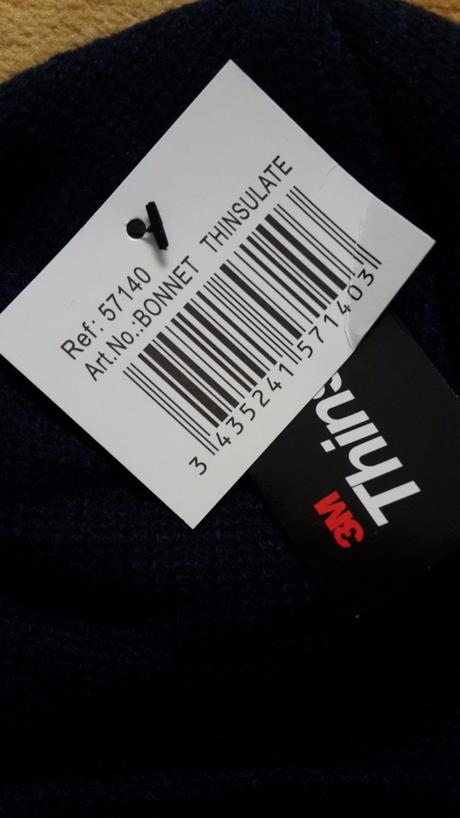 Ref: 57140
Art.No.:BONNET THINSULATE
3 435241 571403
3M
Thins